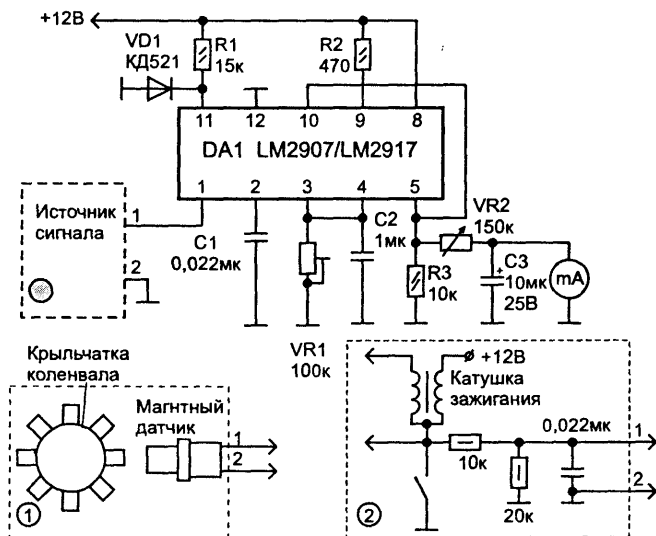 +12В
VD1
КД521
R1
15к
R2
470
11 12 10 9 8
DA1 LM2907/LM2917
1 2 3 4 5
Источник
сигнала
1
2
C1
0,022мк
C2
1мк
VR2
150к
R3
10к
+
C3
10мк
25В
mA
VR1
100к
Крыльчатка
коленвала
Магнтный
датчик
1
2
1
+12В
Катушка
зажигания
0,022мк
10к
20к
1
2
2